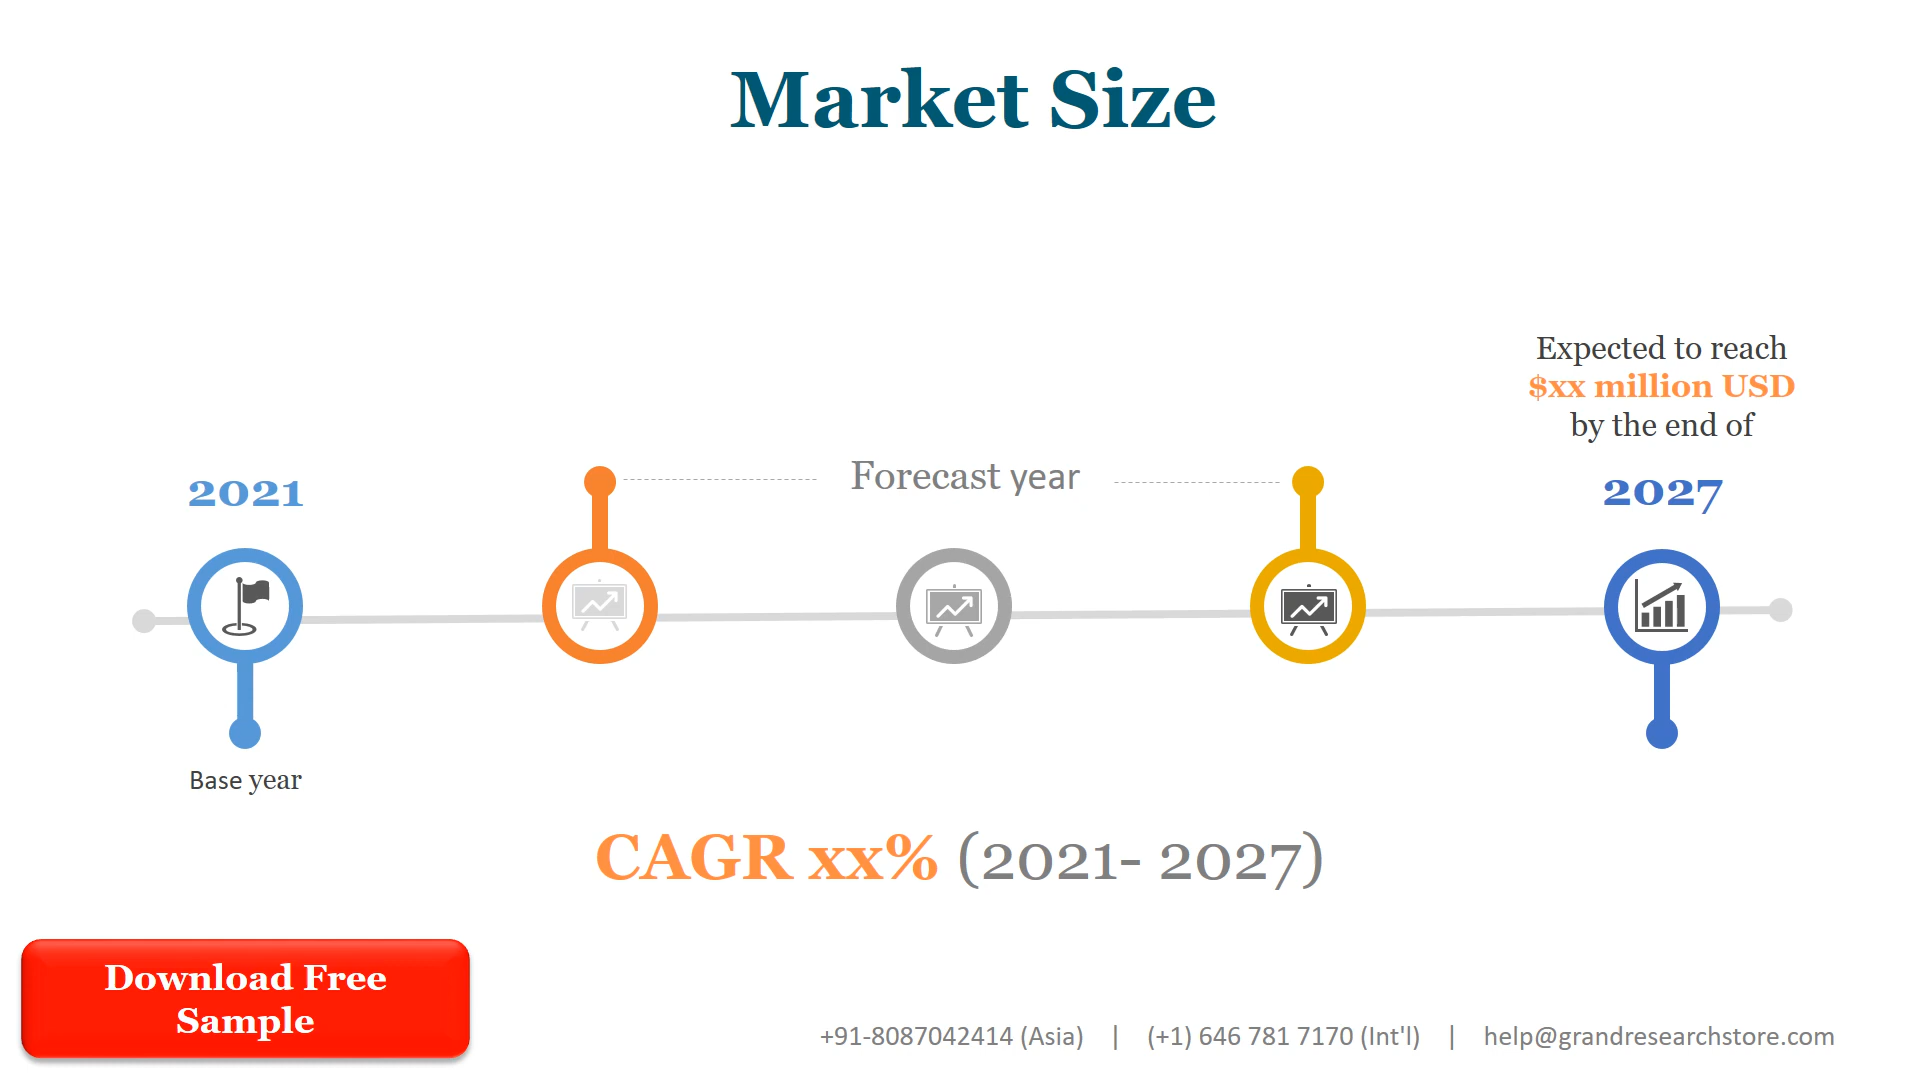 Market Size
Expected to reach
$xx million USD
by the end of
2021
Forecast year
2027
Base year
CAGR xx% (2021- 2027)
Download Free
Sample
+91-8087042414 (Asia) | (+1) 646 781 7170 (Int'l) | help@grandresearchstore.com